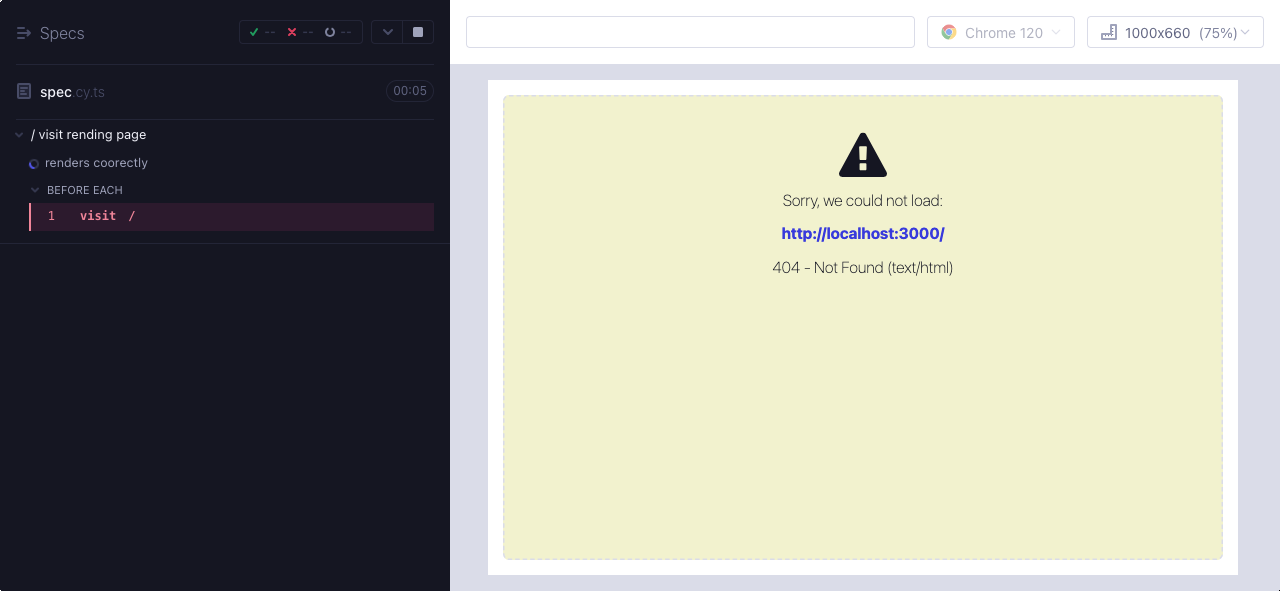 Specs
-- -- --
spec.cy.ts
00:05
/ visit rending page
renders coorectly
BEFORE EACH
1 visit /
Chrome 120
1000x660 (75%)
Sorry, we could not load:
http://localhost:3000/
404 - Not Found (text/html)